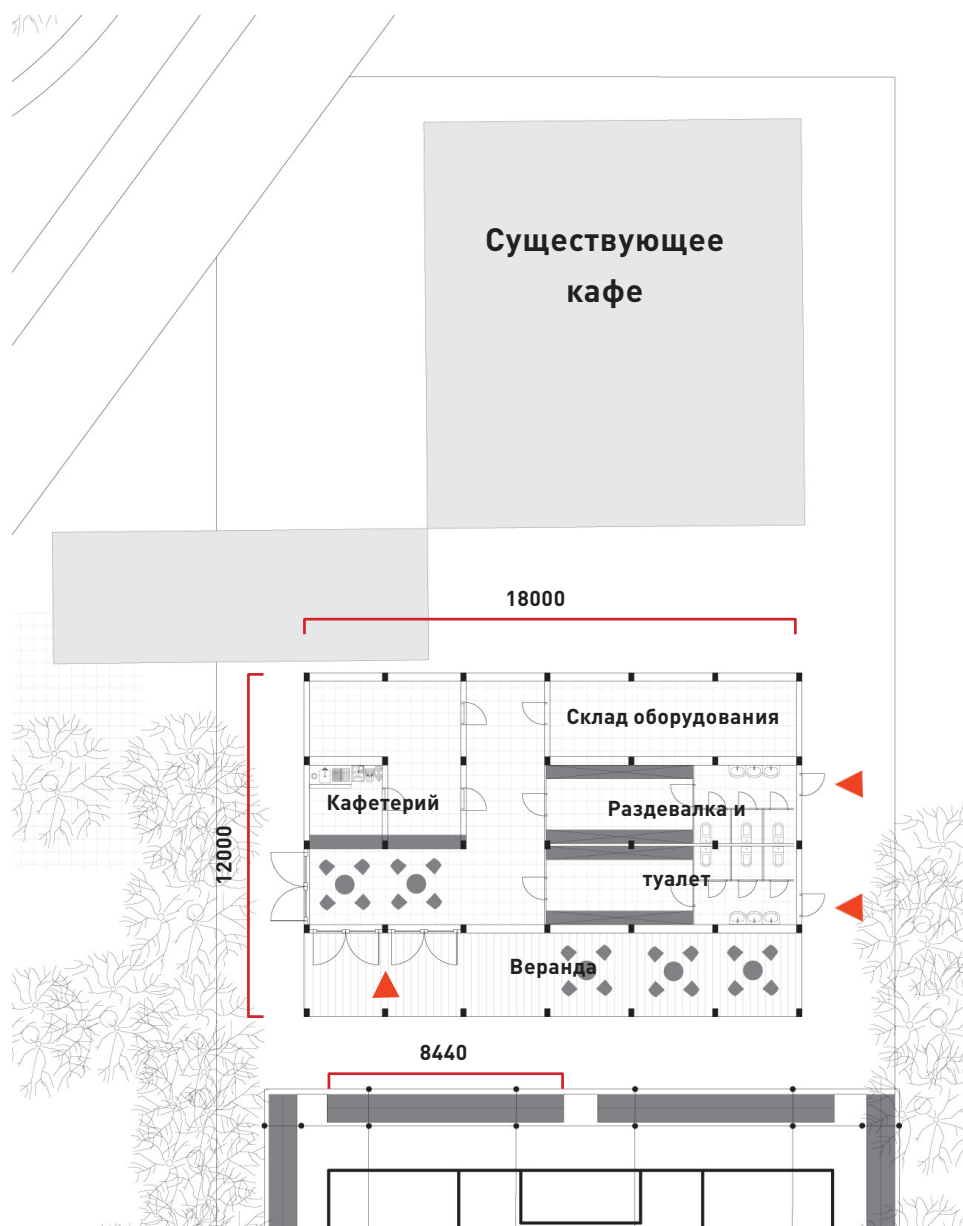 Существующее
кафе
18000
Склад оборудования
Кафетерий
Раздевалка и
12000
туалет
Веранда
8440